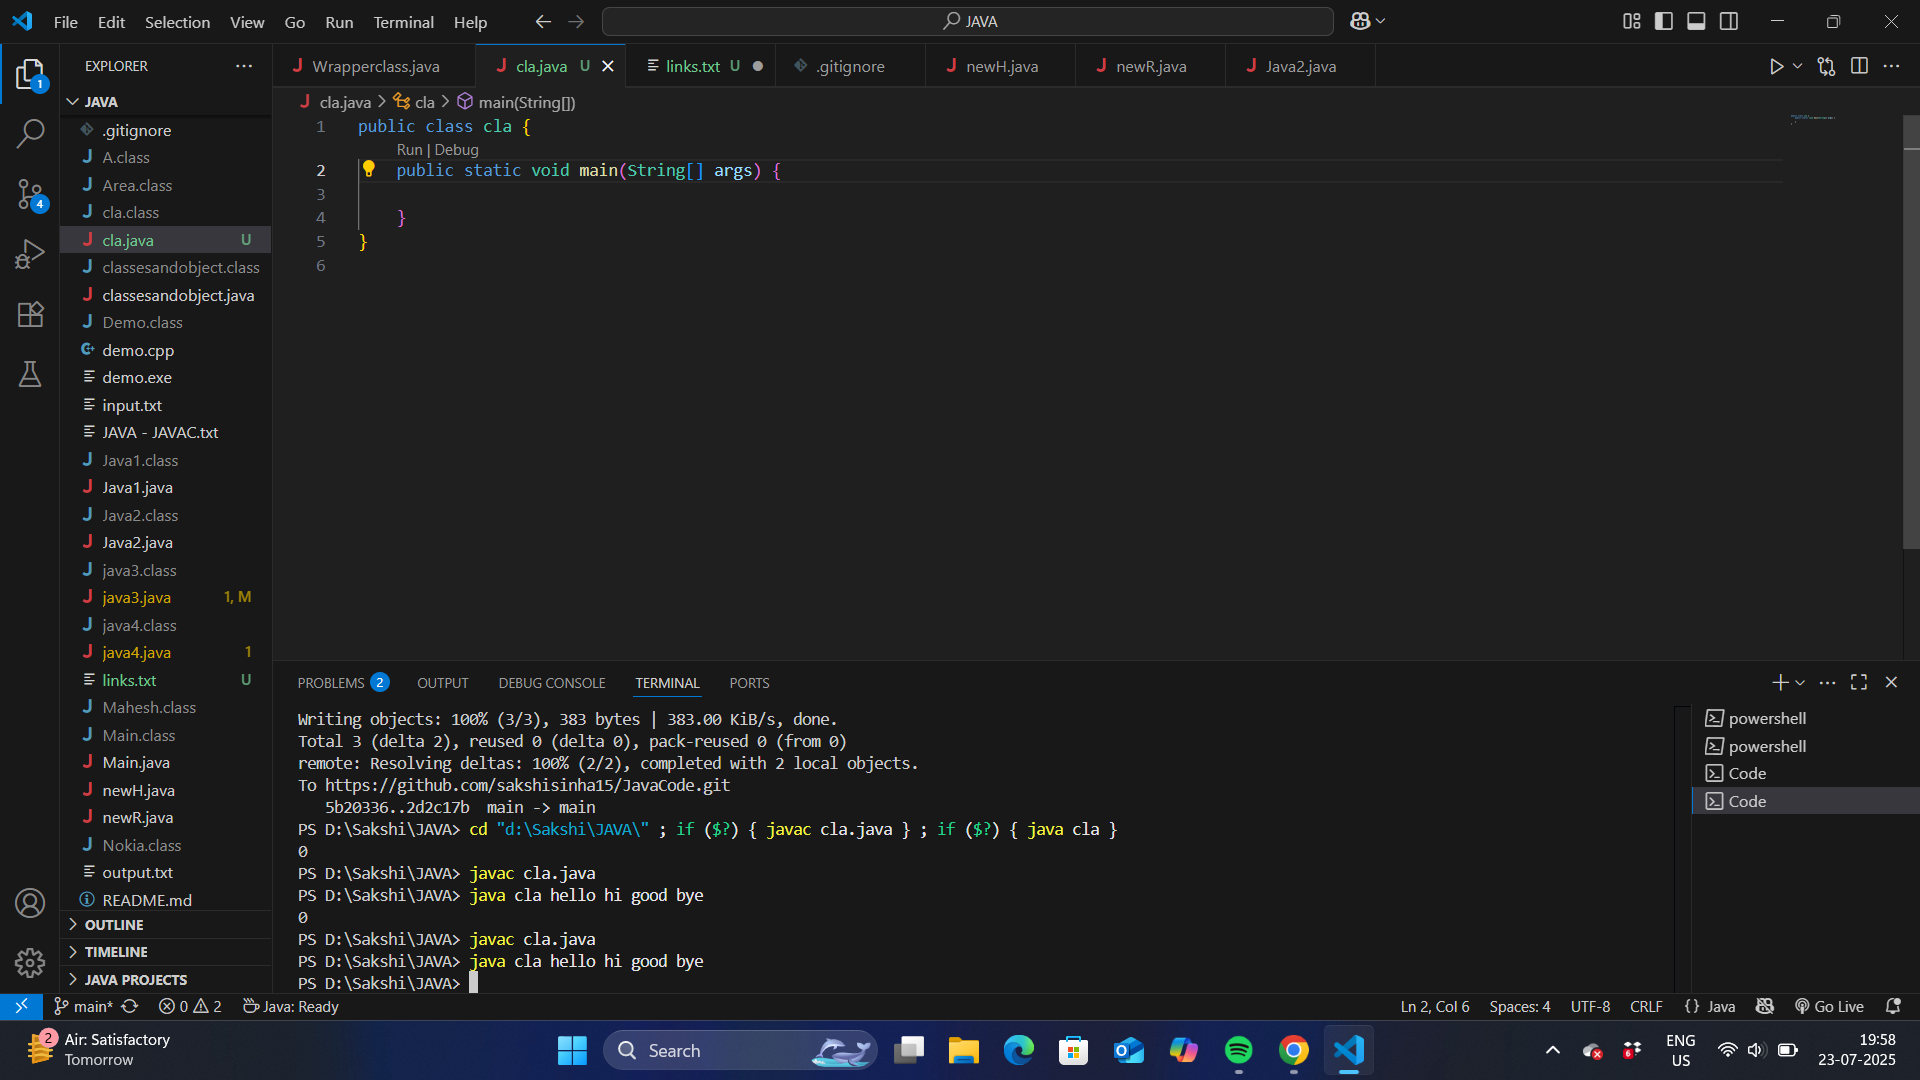 File Edit Selection View Go Run Terminal Help
JAVA
EXPLORER
JAVA
.gitignore
A.class
Area.class
cla.class
cla.java U
classesandobject.class
classesandobject.java
Demo.class
demo.cpp
demo.exe
input.txt
JAVA - JAVAC.txt
Java1.class
Java1.java
Java2.class
Java2.java
java3.class
java3.java 1, M
java4.class
java4.java 1
links.txt U
Mahesh.class
Main.class
Main.java
newH.java
newR.java
Nokia.class
output.txt
README.md
OUTLINE
TIMELINE
JAVA PROJECTS
1
4
Wrapperclass.java cla.java U links.txt U .gitignore newH.java newR.java Java2.java
cla.java > cla > main(String[])
1 public class cla {
Run | Debug
2 public static void main(String[] args) {
3
4 }
5 }
6
PROBLEMS 2 OUTPUT DEBUG CONSOLE TERMINAL PORTS
Writing objects: 100% (3/3), 383 bytes | 383.00 KiB/s, done.
Total 3 (delta 2), reused 0 (delta 0), pack-reused 0 (from 0)
remote: Resolving deltas: 100% (2/2), completed with 2 local objects.
To https://github.com/sakshisinha15/JavaCode.git
5b20336..2d2c17b main -> main
PS D:\Sakshi\JAVA> cd "d:\Sakshi\JAVA\" ; if ($?) { javac cla.java } ; if ($?) { java cla }
0
PS D:\Sakshi\JAVA> javac cla.java
PS D:\Sakshi\JAVA> java cla hello hi good bye
0
PS D:\Sakshi\JAVA> javac cla.java
PS D:\Sakshi\JAVA> java cla hello hi good bye
PS D:\Sakshi\JAVA>
powershell
powershell
Code
Code
main* 0 2 Java: Ready
Ln 2, Col 6 Spaces: 4 UTF-8 CRLF {} Java Go Live
2
Air: Satisfactory
Tomorrow
Search
6
ENG
US
19:58
23-07-2025